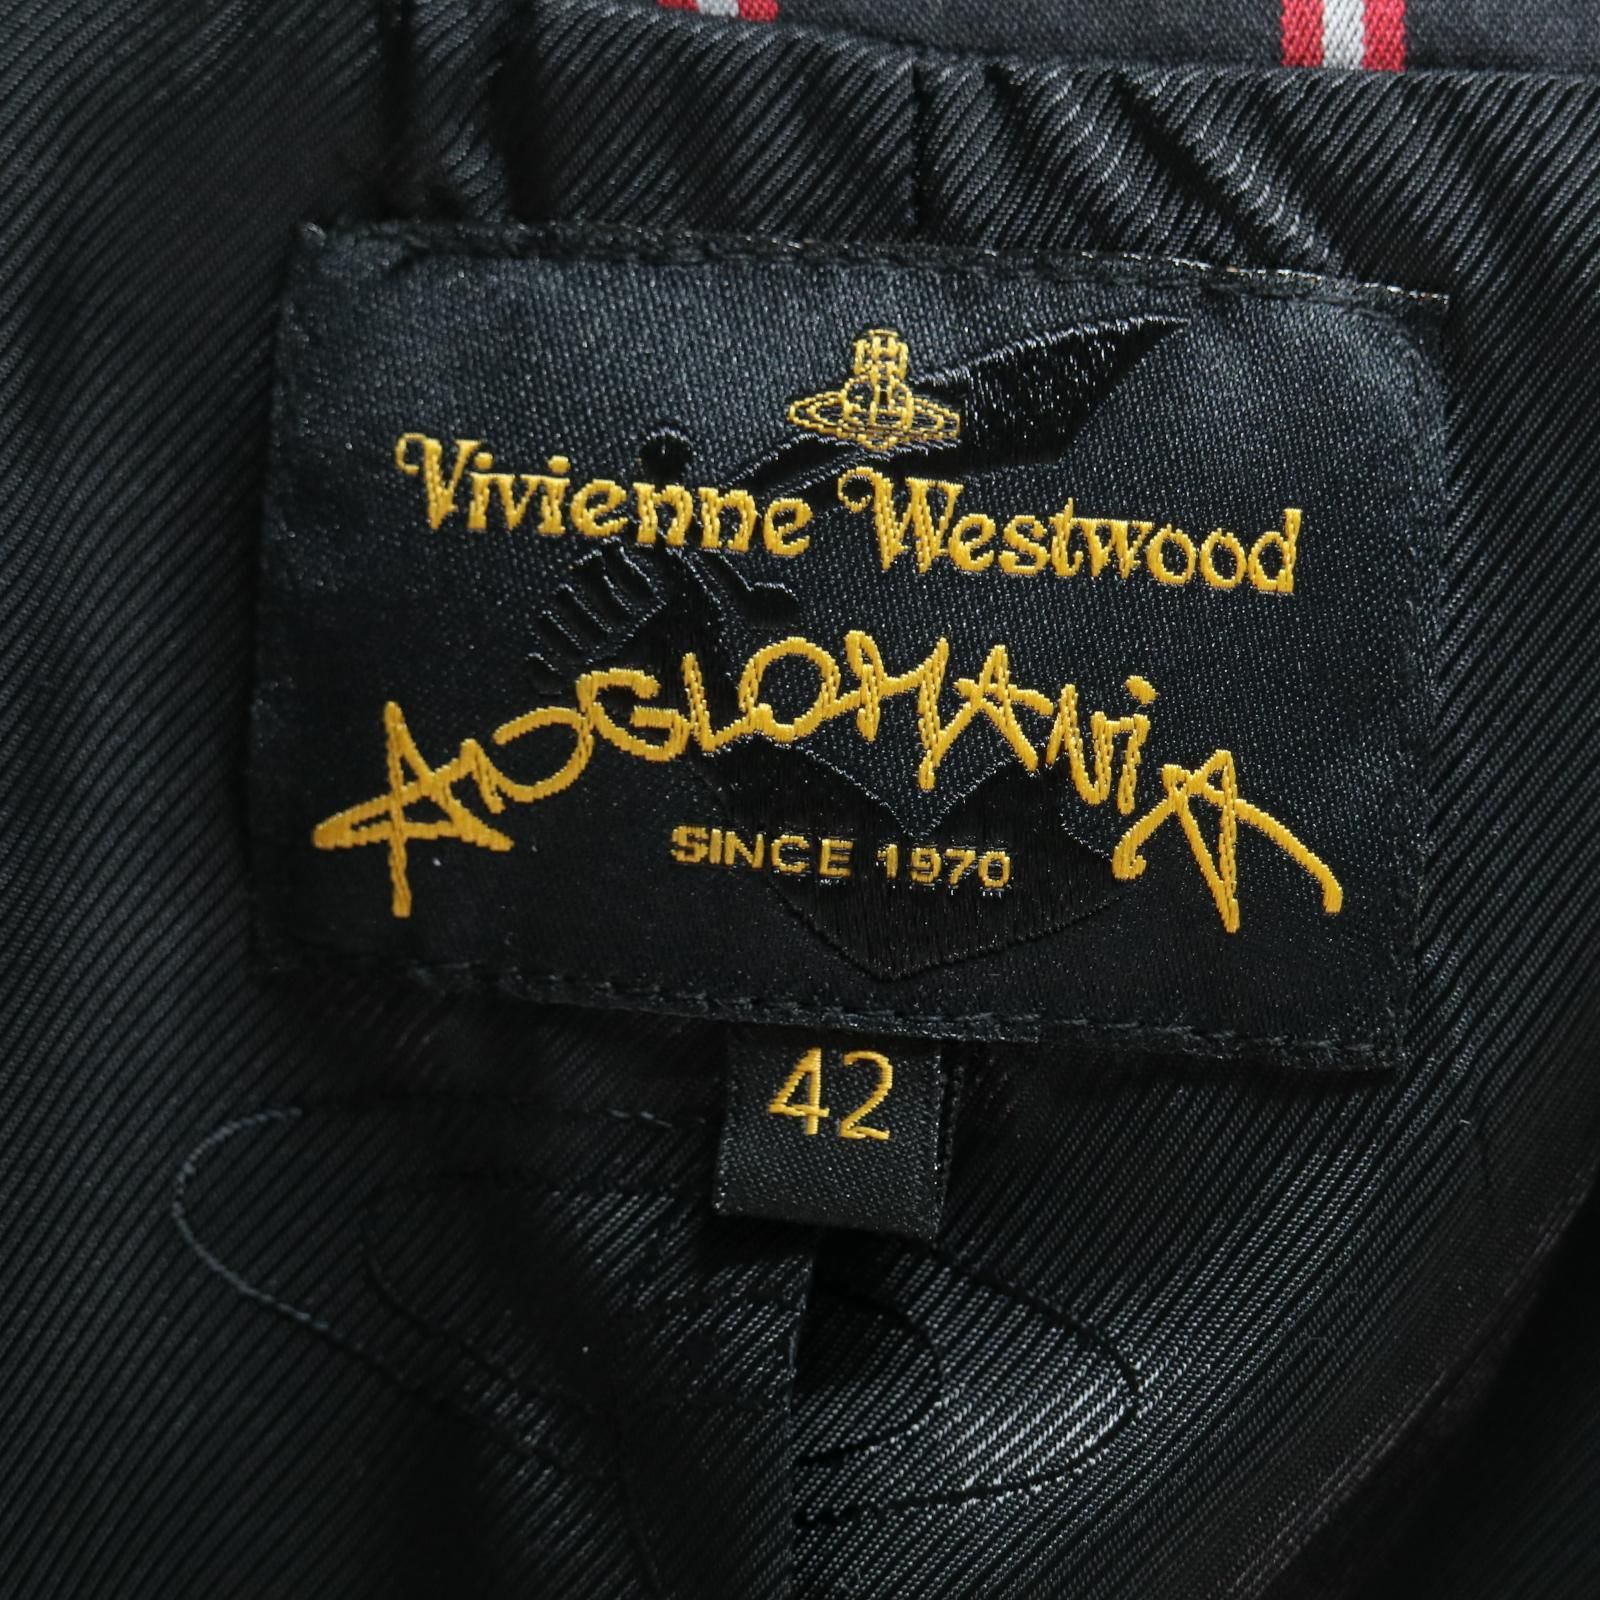 Vivienne Westwood
ANGLOMANiA
SINCE 1970
42